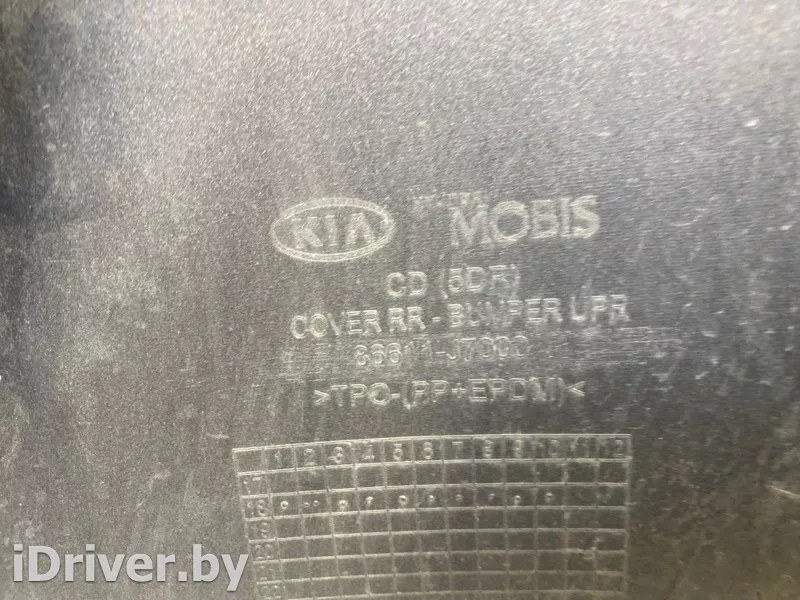 KIA MOBIS
CD (5DR)
COVER RR - BUMPER UPR
86611-J7000
>TPO-(PP+EPDM)<
1 2 3 4 5 6 7 8 9 10 11 12
17
18
19
20
21
iDriver.by